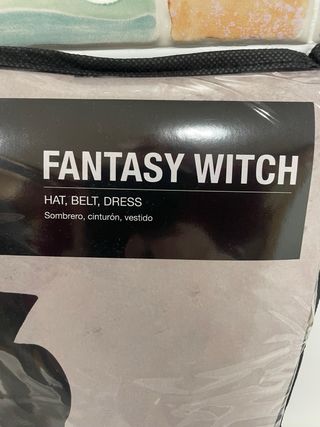 FANTASY WITCH
HAT, BELT, DRESS
Sombrero, cinturón, vestido